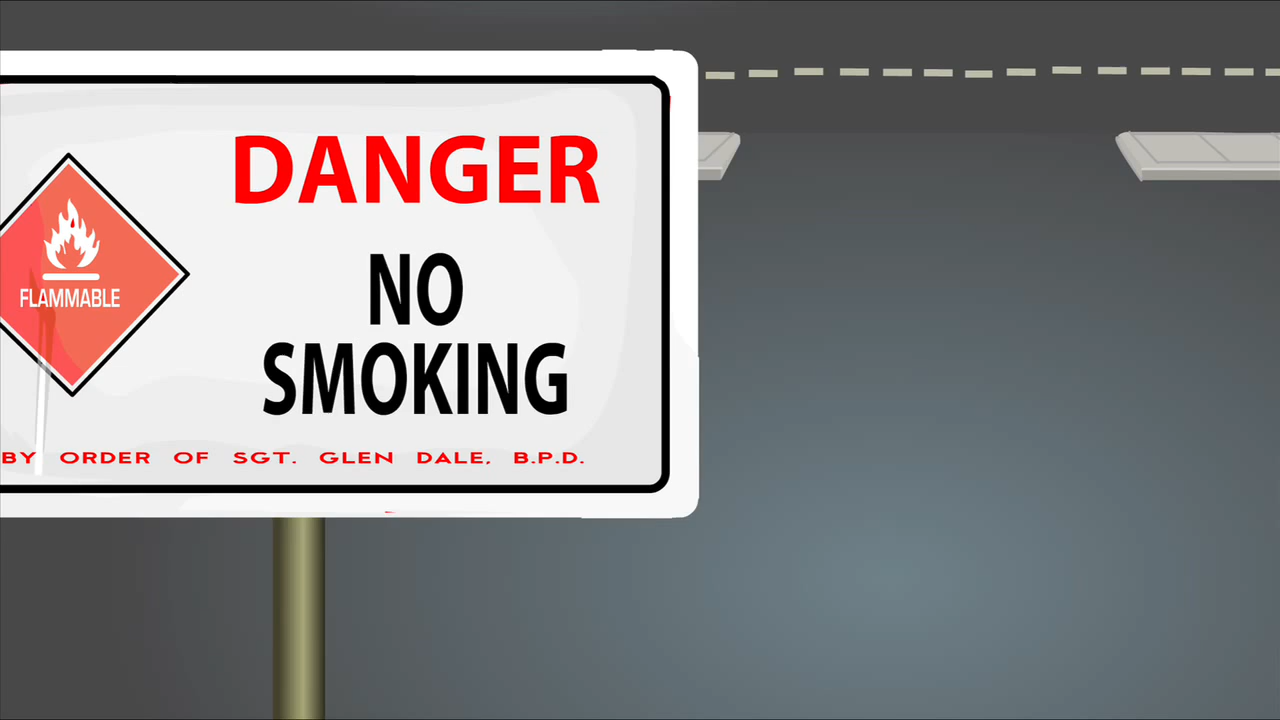 DANGER
NO
SMOKING
FLAMMABLE
BY ORDER OF SGT. GLEN DALE, B.P.D.